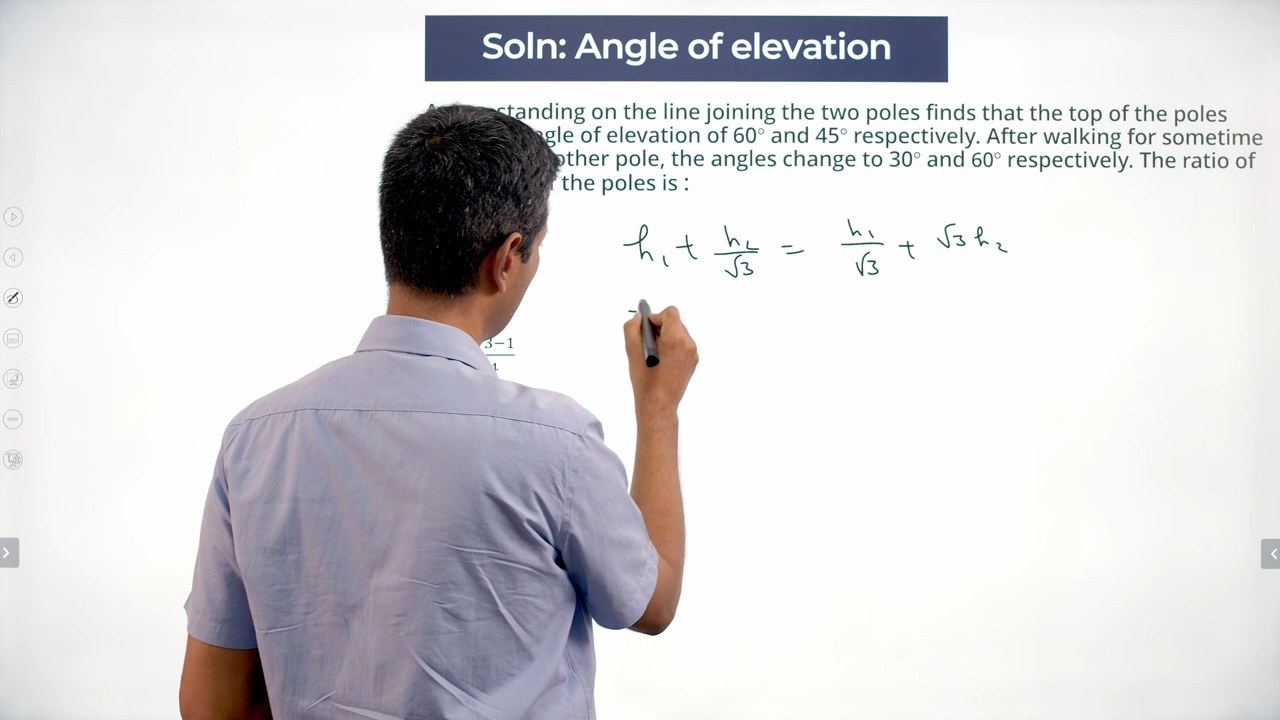 Soln: Angle of elevation
standing on the line joining the two poles finds that the top of the poles
of elevation of 60° and 45° respectively. After walking for sometime
other pole, the angles change to 30° and 60° respectively. The ratio of
the poles is :
h₁ + h₂/√3 = h₁/√3 + √3 h₂
3−1